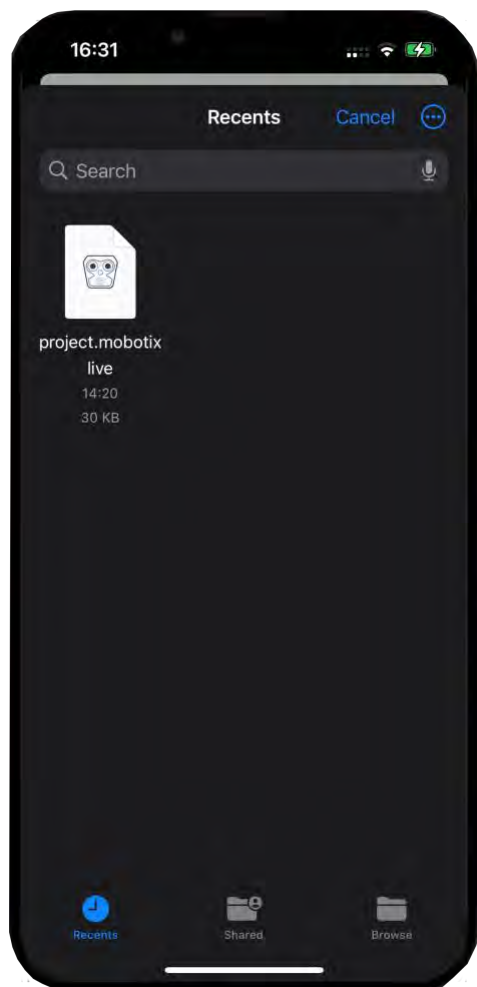 16:31
Recents
Cancel
Search
project.mobotix
live
14:20
30 KB
Recents
Shared
Browse